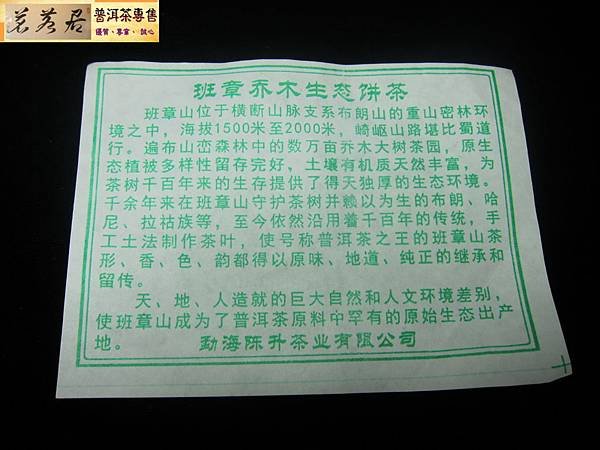 茗茗居
普洱茶專售
優質、專業、誠心
班章乔木生态饼茶
班章山位于横断山脉支系布朗山的重山密林环
境之中，海拔1500米至2000米，崎岖山路堪比蜀道
行。遍布山峦森林中的数万亩乔木大树茶园，原生
态植被多样性留存完好，土壤有机质天然丰富，为
茶树千百年来的生存提供了得天独厚的生态环境。
千余年来在班章山守护茶树并赖以为生的布朗、哈
尼、拉祜族等，至今依然沿用着千百年的传统，手
工土法制作茶叶，使号称普洱茶之王的班章山茶
形、香、色、韵都得以原味、地道、纯正的继承和
留传。
天、地、人造就的巨大自然和人文环境差别，
使班章山成为了普洱茶原料中罕有的原始生态出产
地。
勐海陈升茶业有限公司